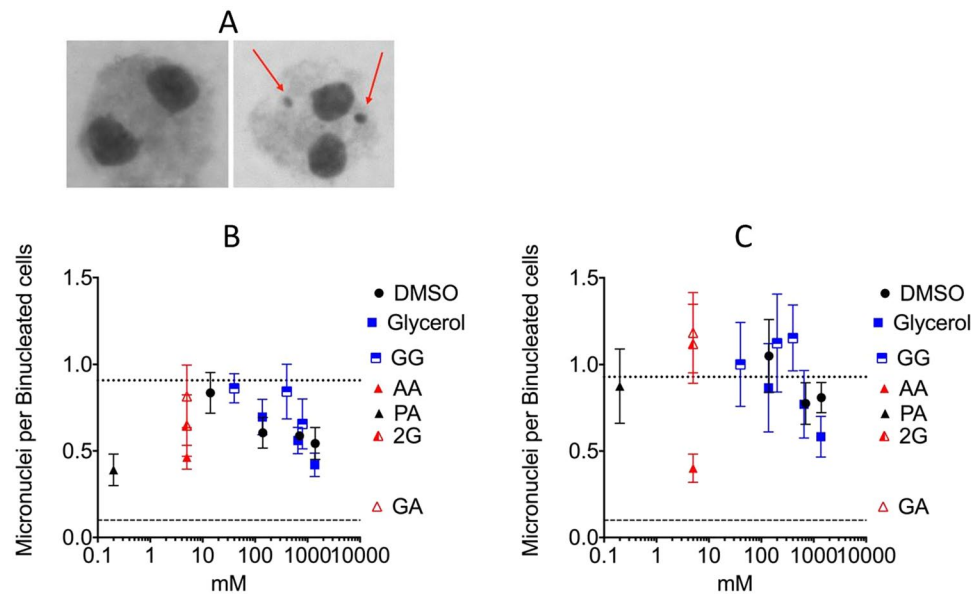 A
B
Micronuclei per Binucleated cells
1.5
1.0
0.5
0.0
0.1
1
10
100
1000
10000
mM
DMSO
Glycerol
GG
AA
PA
2G
GA
C
Micronuclei per Binucleated cells
1.5
1.0
0.5
0.0
0.1
1
10
100
1000
10000
mM
DMSO
Glycerol
GG
AA
PA
2G
GA